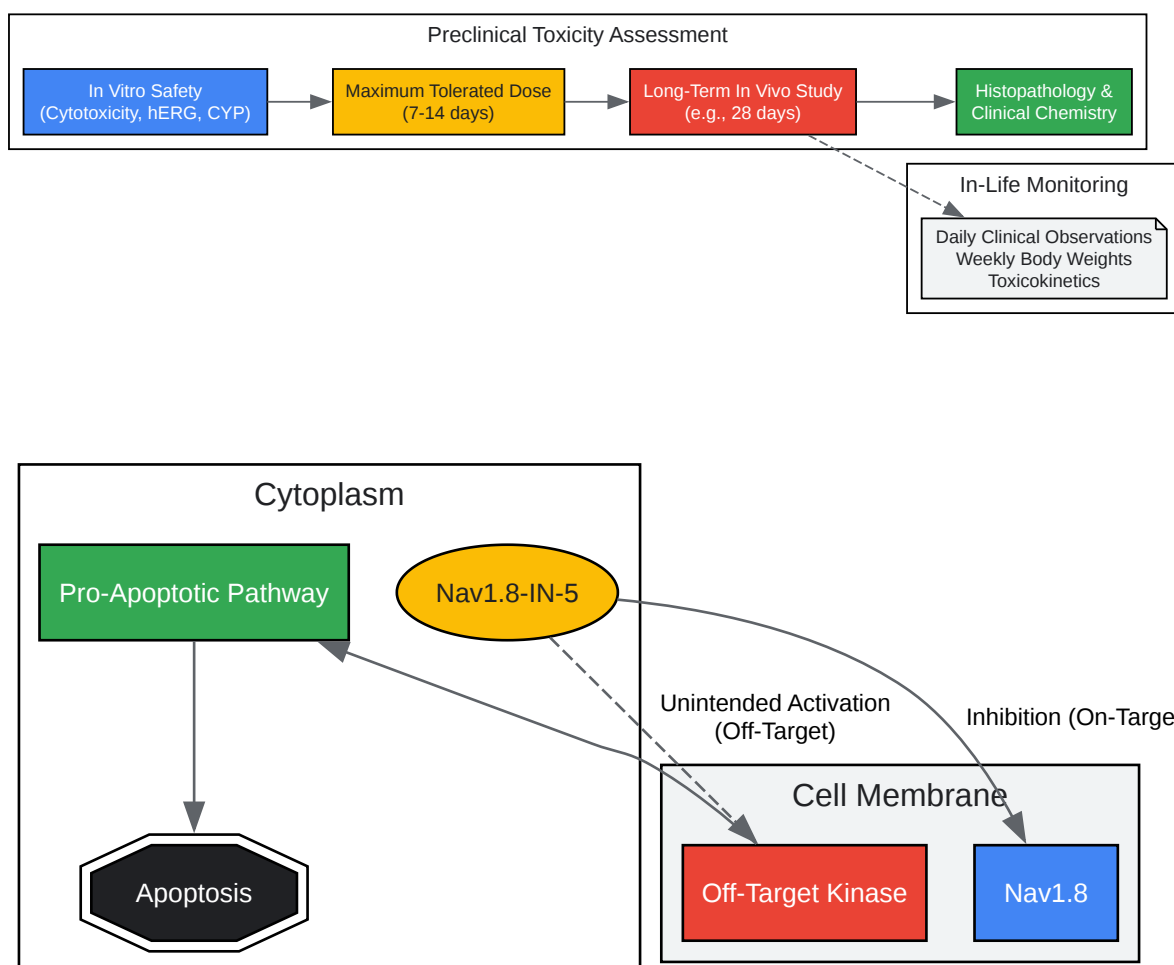 Preclinical Toxicity Assessment
In Vitro Safety
(Cytotoxicity, hERG, CYP)
Maximum Tolerated Dose
(7-14 days)
Long-Term In Vivo Study
(e.g., 28 days)
Histopathology &
Clinical Chemistry
In-Life Monitoring
Daily Clinical Observations
Weekly Body Weights
Toxicokinetics
Cytoplasm
Pro-Apoptotic Pathway
Nav1.8-IN-5
Unintended Activation
(Off-Target)
Inhibition (On-Targe
Cell Membrane
Apoptosis
Off-Target Kinase
Nav1.8